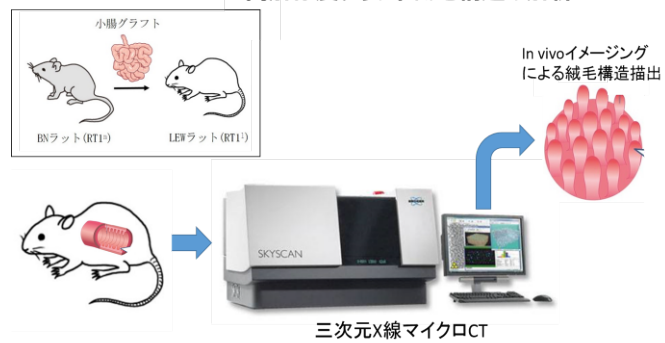 小腸グラフト
BNラット(RT1ⁿ)
LEWラット(RT1ˡ)
In vivoイメージング
による絨毛構造描出
SKYSCAN
三次元X線マイクロCT